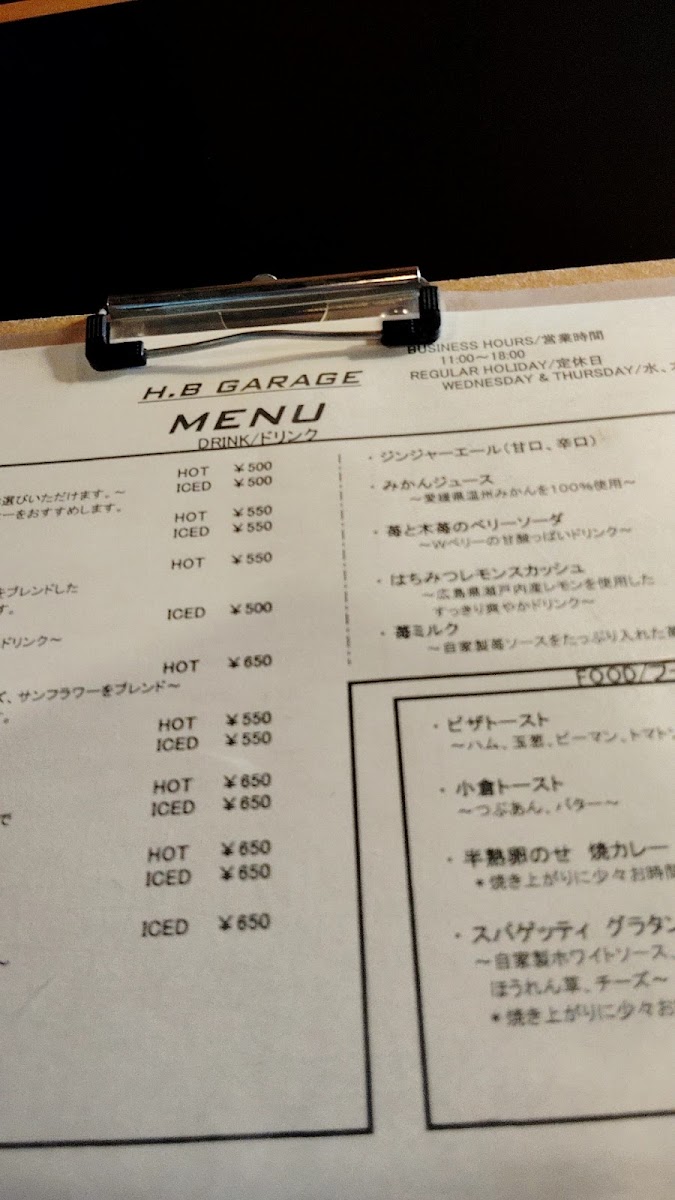 H.B GARAGE
MENU
DRINK/ドリンク
BUSINESS HOURS/営業時間
11:00～18:00
REGULAR HOLIDAY/定休日
WEDNESDAY & THURSDAY/水、
HOT ¥500
選びいただけます。～ ICED ¥500
ーをおすすめします。
HOT ¥550
ICED ¥550
HOT ¥550
をブレンドした
す。
ICED ¥500
ドリンク～
HOT ¥650
ズ、サンフラワーをブレンド～
HOT ¥550
ICED ¥550
HOT ¥650
で ICED ¥650
HOT ¥650
ICED ¥650
ICED ¥650
～
・ジンジャーエール（甘口、辛口）
・みかんジュース
～愛媛県温州みかんを100%使用～
・苺と木苺のベリーソーダ
～Wベリーの甘酸っぱいドリンク～
・はちみつレモンスカッシュ
～広島県瀬戸内産レモンを使用した
すっきり爽やかドリンク～
・苺ミルク
～自家製苺ソースをたっぷり入れた
FOOD/フー
・ピザトースト
～ハム、玉葱、ピーマン、トマトソ
・小倉トースト
～つぶあん、バター～
・半熟卵のせ 焼カレー
＊焼き上がりに少々お時間
・スパゲッティ グラタン
～自家製ホワイトソース、
ほうれん草、チーズ～
＊焼き上がりに少々お